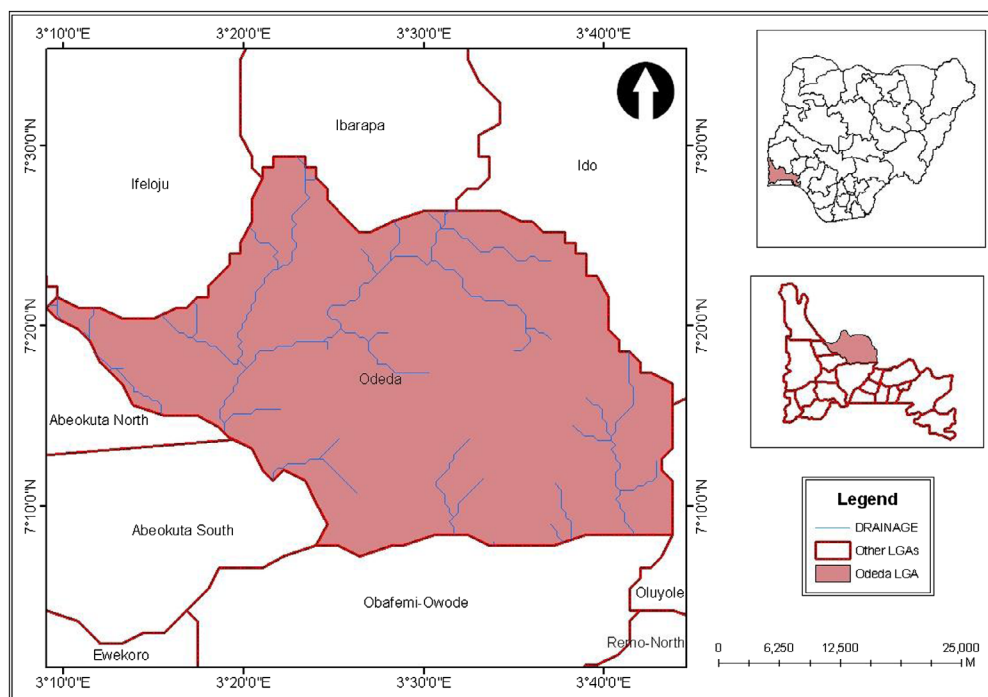 3°10'0"E 3°20'0"E 3°30'0"E 3°40'0"E
7°30'0"N
7°20'0"N
7°10'0"N
Ibarapa
Ido
Ifeloju
Odeda
Abeokuta North
Abeokuta South
Obafemi-Owode
Oluyole
Remo-North
Ewekoro
7°30'0"N
7°20'0"N
7°10'0"N
3°10'0"E 3°20'0"E 3°30'0"E 3°40'0"E
Legend
DRAINAGE
Other LGAs
Odeda LGA
0 6,250 12,500 25,000
M